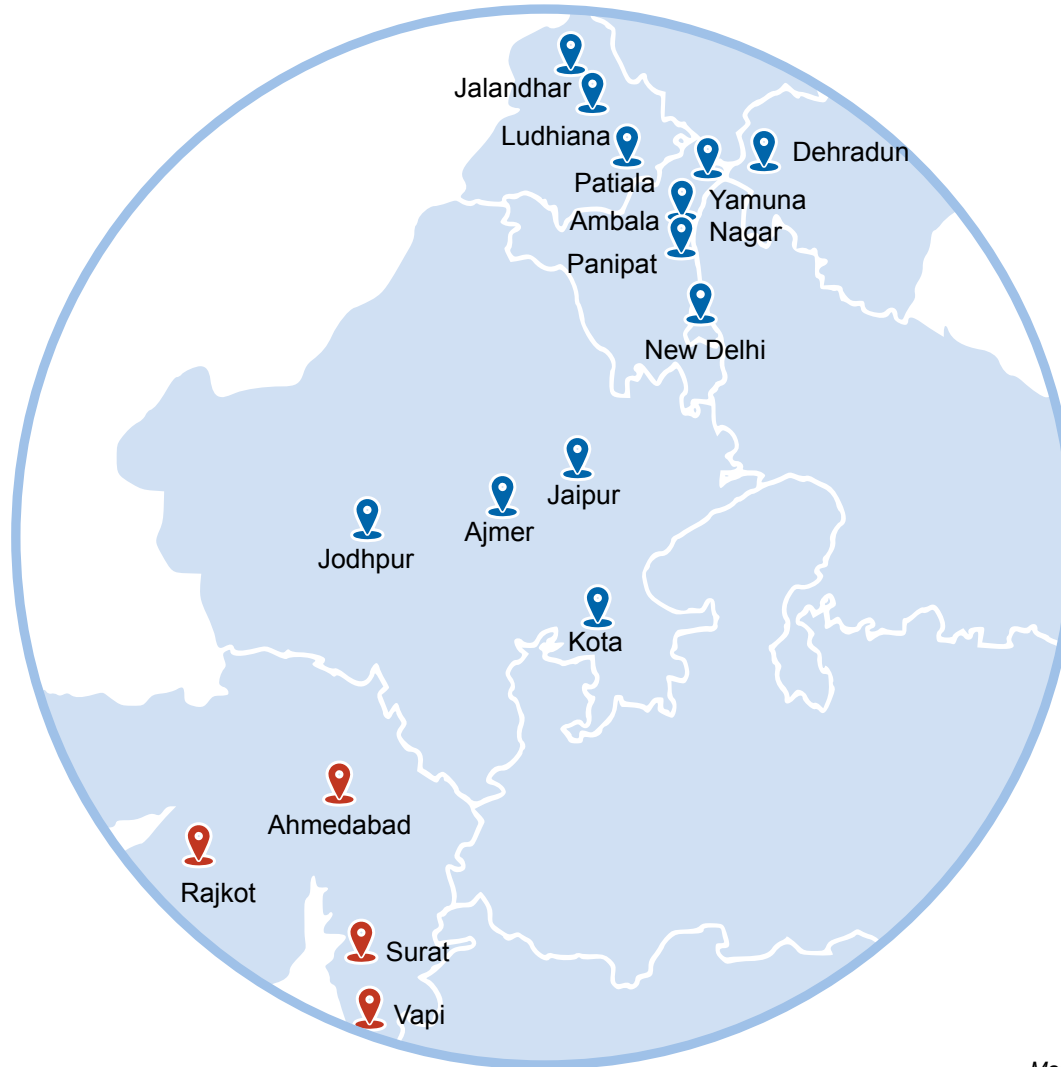 Jalandhar
Ludhiana
Dehradun
Patiala
Yamuna
Nagar
Ambala
Panipat
New Delhi
Jaipur
Ajmer
Jodhpur
Kota
Ahmedabad
Rajkot
Surat
Vapi